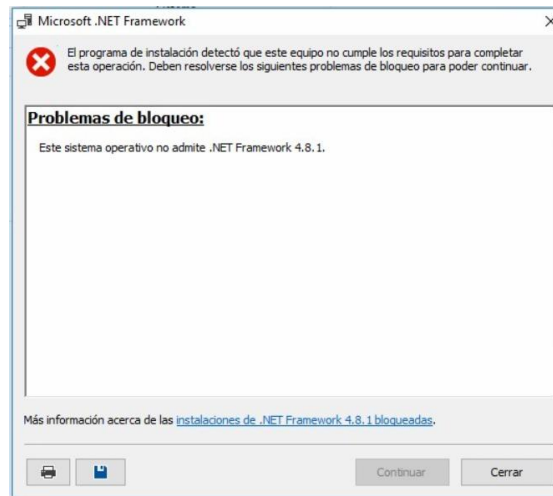 Microsoft .NET Framework
El programa de instalación detectó que este equipo no cumple los requisitos para completar
esta operación. Deben resolverse los siguientes problemas de bloqueo para poder continuar.
Problemas de bloqueo:
Este sistema operativo no admite .NET Framework 4.8.1.
Más información acerca de las instalaciones de .NET Framework 4.8.1 bloqueadas.
Continuar
Cerrar